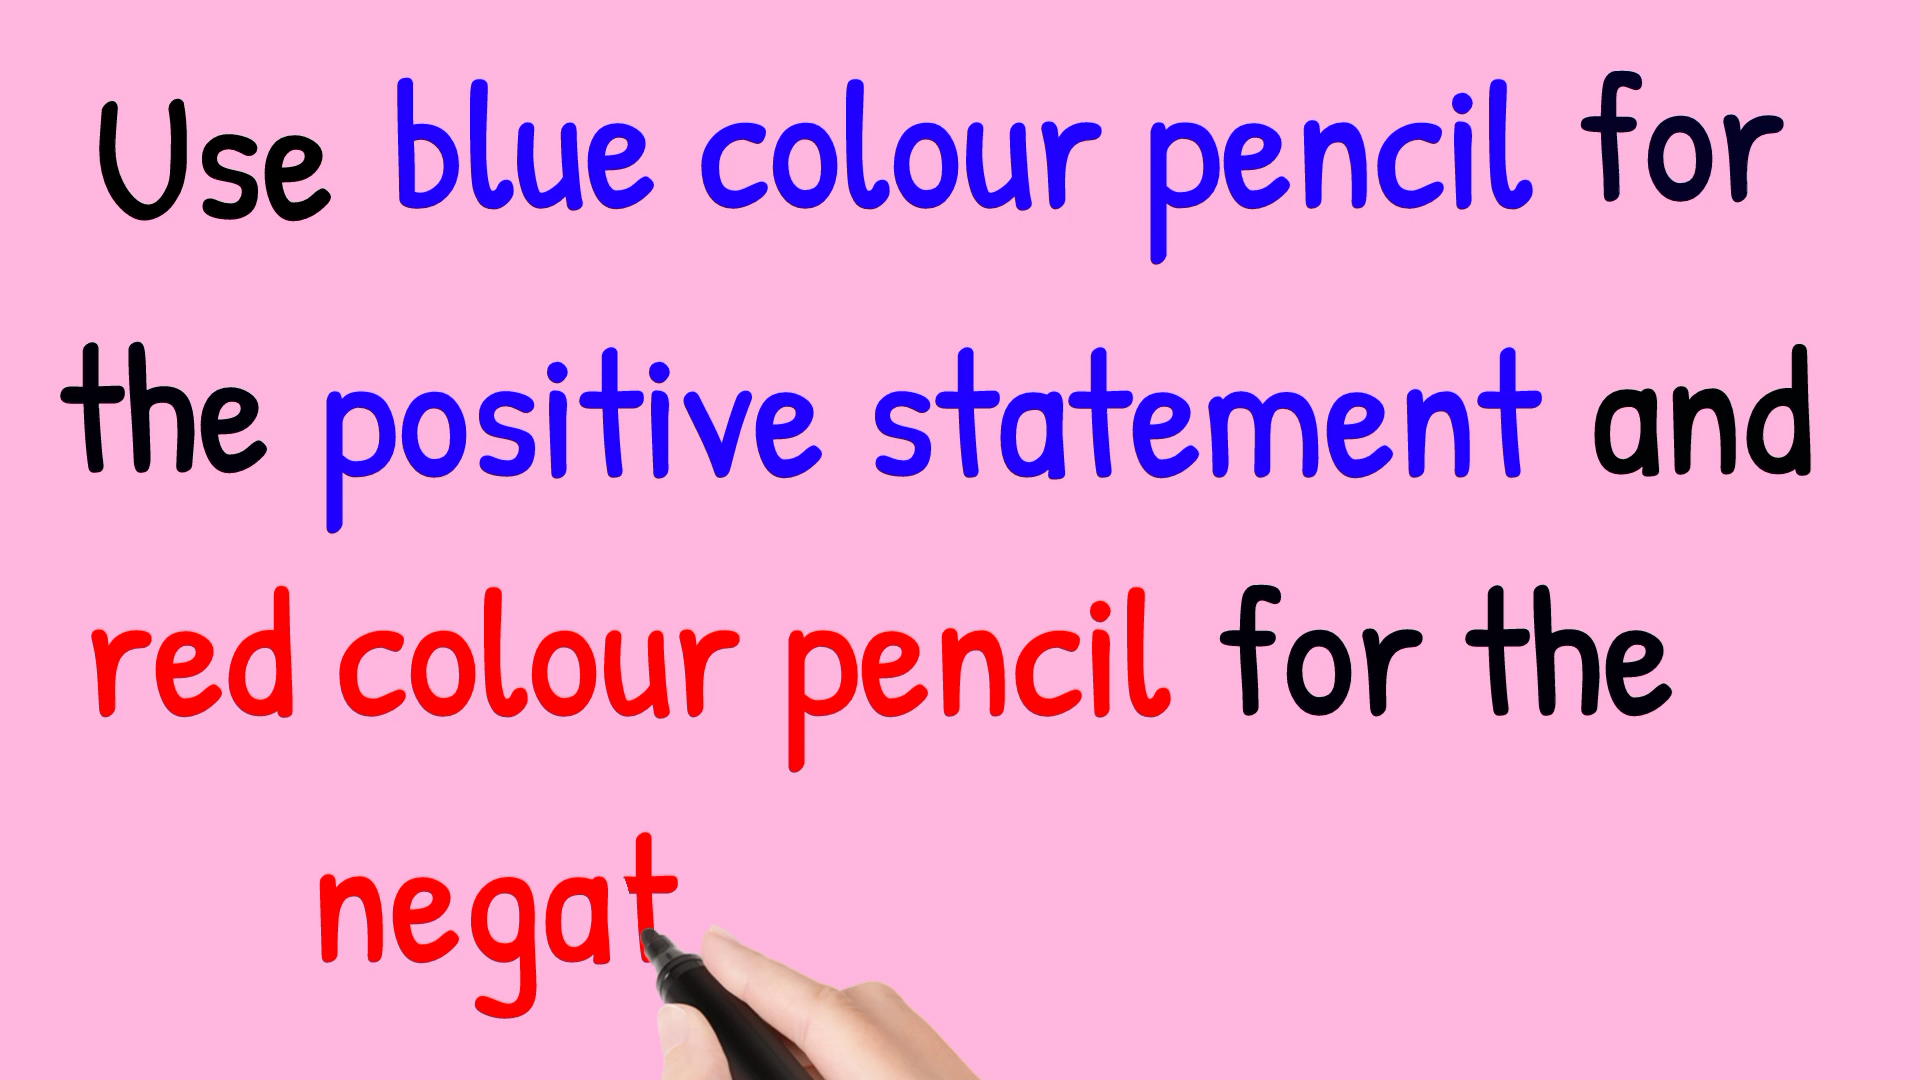 Use blue colour pencil for
the positive statement and
red colour pencil for the
negat